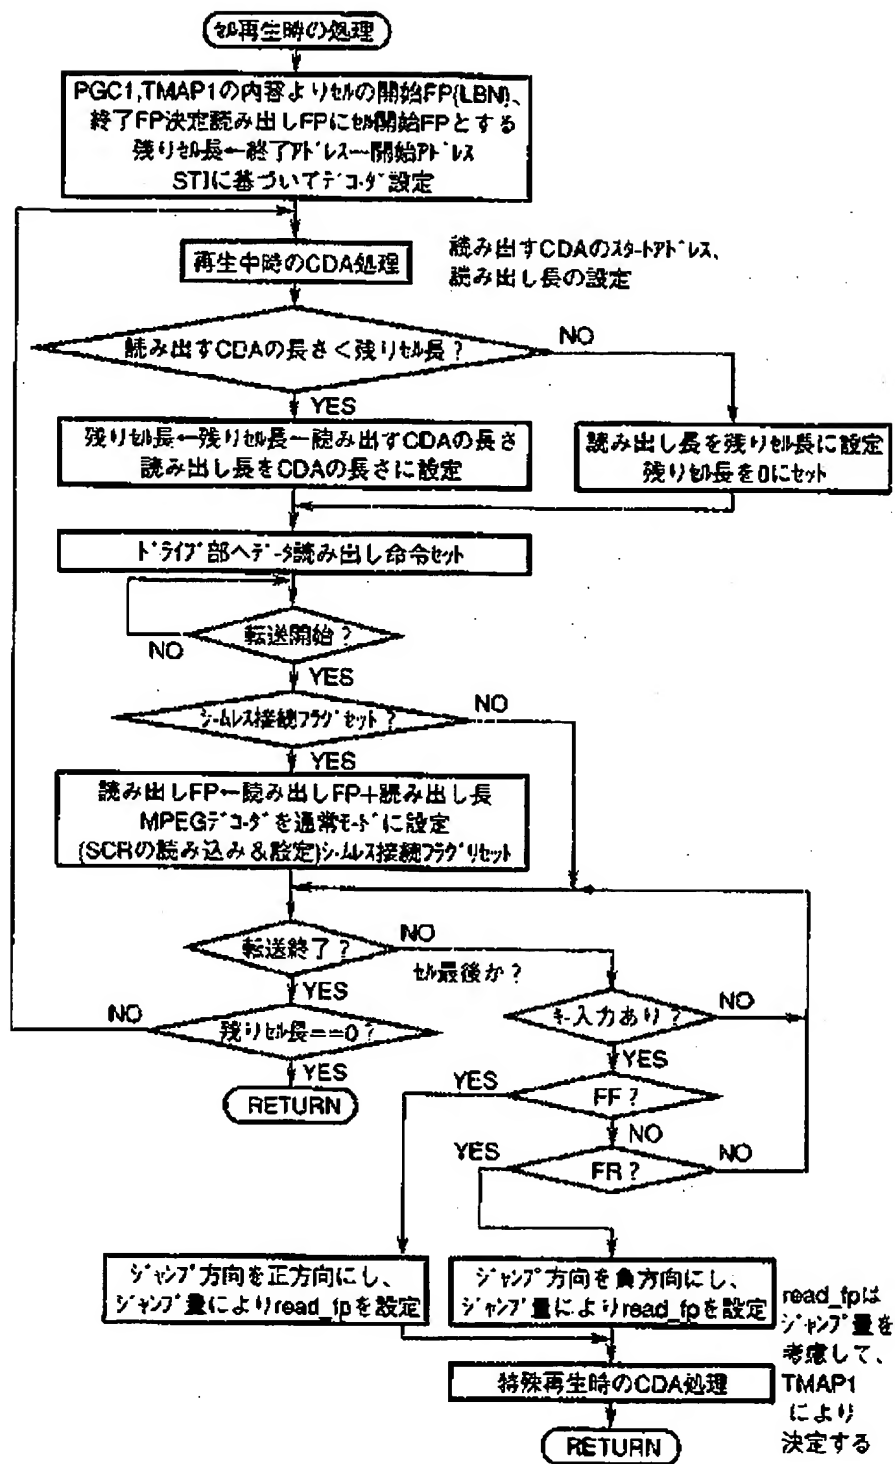 ｾﾙ再生時の処理
PGC1,TMAP1の内容よりｾﾙの開始FP(LBN)、
終了FP決定読み出しFPにｾﾙ開始FPとする
残りｾﾙ長←終了ｱﾄﾞﾚｽ−開始ｱﾄﾞﾚｽ
STIに基づいてﾃﾞｺｰﾀﾞ設定
再生中時のCDA処理
読み出すCDAのｽﾀｰﾄｱﾄﾞﾚｽ、
読み出し長の設定
読み出すCDAの長さ<残りｾﾙ長?
NO
YES
残りｾﾙ長←残りｾﾙ長−読み出すCDAの長さ
読み出し長をCDAの長さに設定
読み出し長を残りｾﾙ長に設定
残りｾﾙ長を0にｾｯﾄ
ﾄﾞﾗｲﾌﾞ部へﾃﾞｰﾀ読み出し命令ｾｯﾄ
転送開始?
NO
YES
ｼｰﾑﾚｽ接続ﾌﾗｸﾞｾｯﾄ?
NO
YES
読み出しFP←読み出しFP+読み出し長
MPEGﾃﾞｺｰﾀﾞを通常ﾓｰﾄﾞに設定
(SCRの読み込み&設定)ｼｰﾑﾚｽ接続ﾌﾗｸﾞﾘｾｯﾄ
転送終了?
NO
YES
ｾﾙ最後か?
残りｾﾙ長==0?
NO
YES
RETURN
ｷｰ入力あり?
NO
YES
FF?
YES
NO
FR?
YES
NO
ｼﾞｬﾝﾌﾟ方向を正方向にし、
ｼﾞｬﾝﾌﾟ量によりread_fpを設定
ｼﾞｬﾝﾌﾟ方向を負方向にし、
ｼﾞｬﾝﾌﾟ量によりread_fpを設定
read_fpは
ｼﾞｬﾝﾌﾟ量を
考慮して、
TMAP1
により
決定する
特殊再生時のCDA処理
RETURN